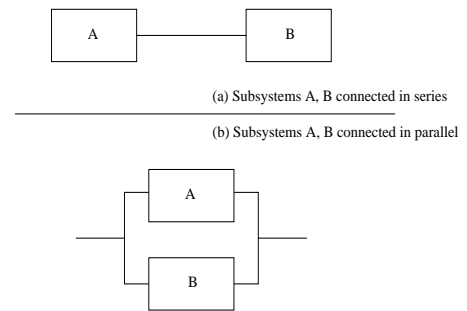 A B
(a) Subsystems A, B connected in series
(b) Subsystems A, B connected in parallel
A
B